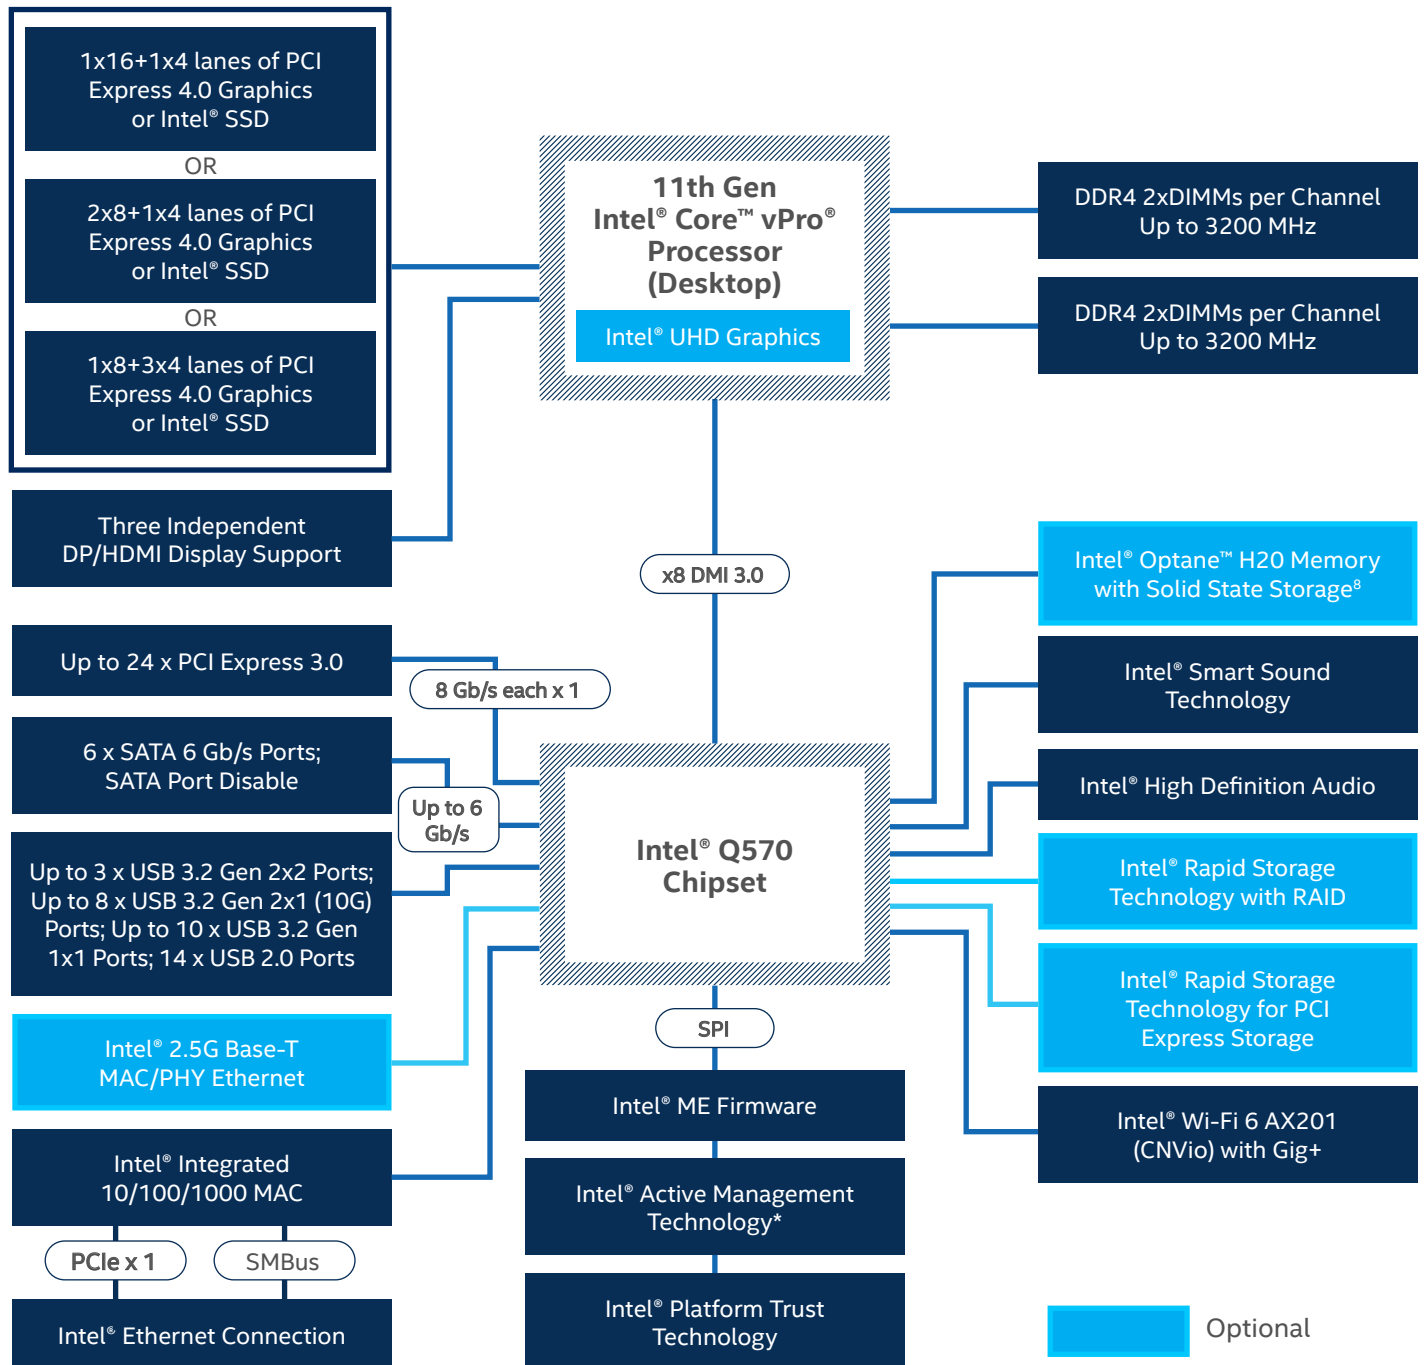 1x16+1x4 lanes of PCI
Express 4.0 Graphics
or Intel® SSD
OR
2x8+1x4 lanes of PCI
Express 4.0 Graphics
or Intel® SSD
OR
1x8+3x4 lanes of PCI
Express 4.0 Graphics
or Intel® SSD
Three Independent
DP/HDMI Display Support
11th Gen
Intel® Core™ vPro®
Processor
(Desktop)
Intel® UHD Graphics
DDR4 2xDIMMs per Channel
Up to 3200 MHz
DDR4 2xDIMMs per Channel
Up to 3200 MHz
x8 DMI 3.0
Up to 24 x PCI Express 3.0
8 Gb/s each x 1
6 x SATA 6 Gb/s Ports;
SATA Port Disable
Up to 6
Gb/s
Up to 3 x USB 3.2 Gen 2x2 Ports;
Up to 8 x USB 3.2 Gen 2x1 (10G)
Ports; Up to 10 x USB 3.2 Gen
1x1 Ports; 14 x USB 2.0 Ports
Intel® 2.5G Base-T
MAC/PHY Ethernet
Intel® Integrated
10/100/1000 MAC
PCIe x 1
SMBus
Intel® Ethernet Connection
Intel® Q570
Chipset
SPI
Intel® ME Firmware
Intel® Active Management
Technology*
Intel® Platform Trust
Technology
Intel® Optane™ H20 Memory
with Solid State Storage⁸
Intel® Smart Sound
Technology
Intel® High Definition Audio
Intel® Rapid Storage
Technology with RAID
Intel® Rapid Storage
Technology for PCI
Express Storage
Intel® Wi-Fi 6 AX201
(CNVio) with Gig+
Optional